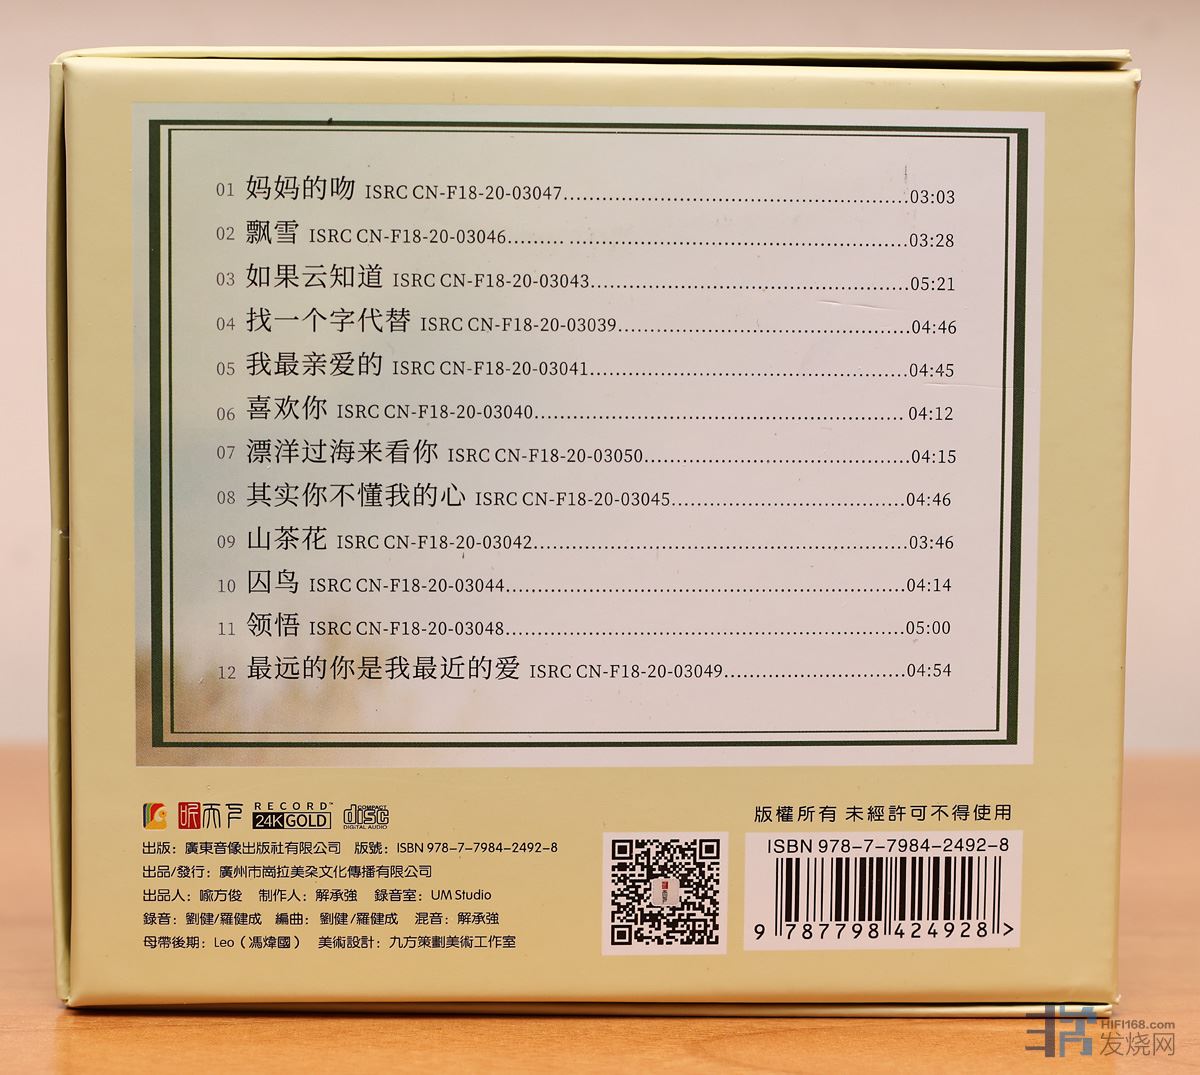 01 妈妈的吻 ISRC CN-F18-20-03047 03:03
02 飘雪 ISRC CN-F18-20-03046 03:28
03 如果云知道 ISRC CN-F18-20-03043 05:21
04 找一个字代替 ISRC CN-F18-20-03039 04:46
05 我最亲爱的 ISRC CN-F18-20-03041 04:45
06 喜欢你 ISRC CN-F18-20-03040 04:12
07 漂洋过海来看你 ISRC CN-F18-20-03050 04:15
08 其实你不懂我的心 ISRC CN-F18-20-03045 04:46
09 山茶花 ISRC CN-F18-20-03042 03:46
10 囚鸟 ISRC CN-F18-20-03044 04:14
11 领悟 ISRC CN-F18-20-03048 05:00
12 最远的你是我最近的爱 ISRC CN-F18-20-03049 04:54
RECORD™
24K GOLD
COMPACT
disc
DIGITAL AUDIO
出版：廣東音像出版社有限公司 版號：ISBN 978-7-7984-2492-8
出品/發行：廣州市崗拉美朶文化傳播有限公司
出品人：喩方俊 制作人：解承強 錄音室：UM Studio
錄音：劉健/羅健成 編曲：劉健/羅健成 混音：解承強
母帶後期：Leo（馮煒國） 美術設計：九方策劃美術工作室
版權所有 未經許可不得使用
ISBN 978-7-7984-2492-8
9 787798 424928 >
HIFI168.com
发烧网